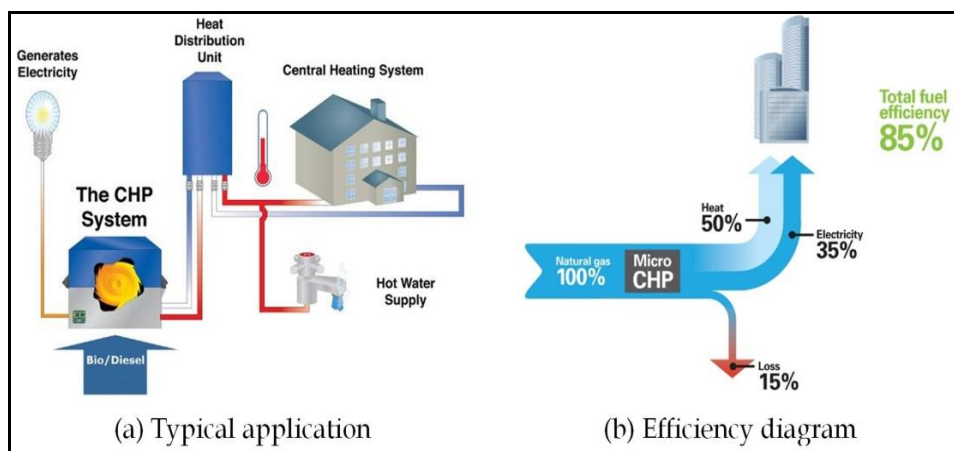 Generates
Electricity
Heat
Distribution
Unit
Central Heating System
The CHP
System
Hot Water
Supply
Bio/Diesel
(a) Typical application
Total fuel
efficiency
85%
Heat
50%
Electricity
35%
Natural gas
100%
Micro
CHP
Loss
15%
(b) Efficiency diagram